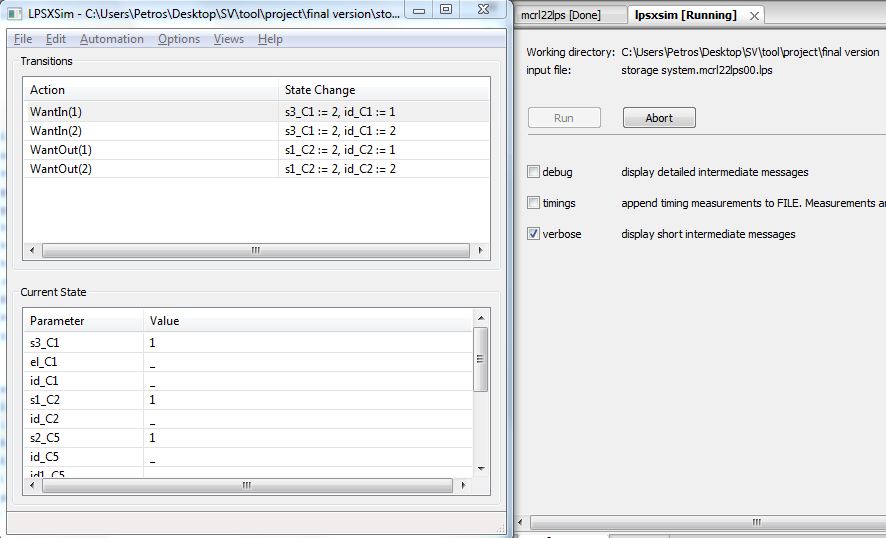 LPSXSim - C:\Users\Petros\Desktop\SV\tool\project\final version\sto...
File Edit Automation Options Views Help
Transitions
Action State Change
WantIn(1) s3_C1 := 2, id_C1 := 1
WantIn(2) s3_C1 := 2, id_C1 := 2
WantOut(1) s1_C2 := 2, id_C2 := 1
WantOut(2) s1_C2 := 2, id_C2 := 2
Current State
Parameter Value
s3_C1 1
el_C1 _
id_C1 _
s1_C2 1
id_C2 _
s2_C5 1
id_C5 _
id1_C5
mcrl22lps [Done] lpsxsim [Running]
Working directory: C:\Users\Petros\Desktop\SV\tool\project\final version
input file: storage system.mcrl22lps00.lps
Run Abort
debug display detailed intermediate messages
timings append timing measurements to FILE. Measurements a
verbose display short intermediate messages